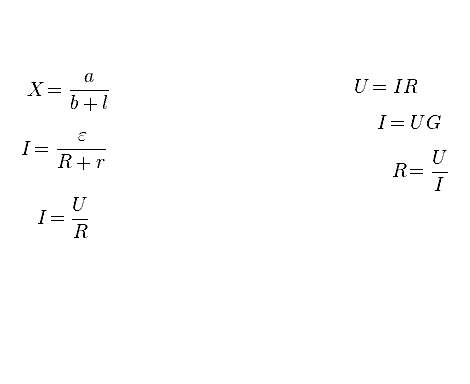 X = a/(b + l)
I = ε/(R + r)
I = U/R
U = IR
I = UG
R = U/I